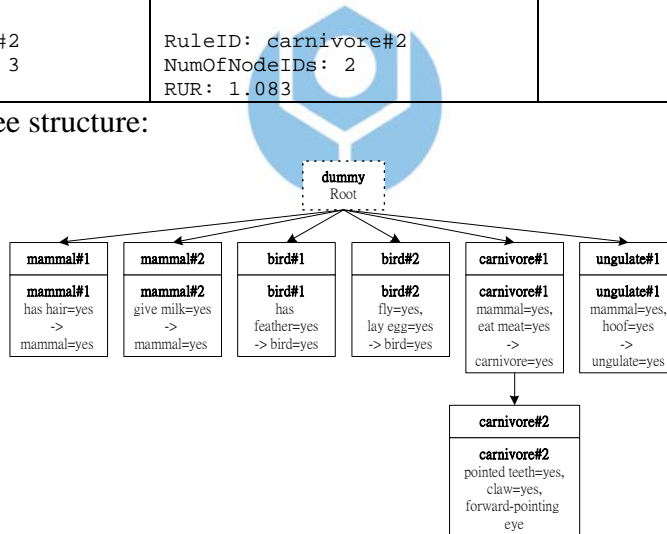 #2
3
RuleID: carnivore#2
NumOfNodeIDs: 2
RUR: 1.083
ee structure:
dummy
Root
mammal#1
mammal#1
has hair=yes
->
mammal=yes
mammal#2
mammal#2
give milk=yes
->
mammal=yes
bird#1
bird#1
has
feather=yes
-> bird=yes
bird#2
bird#2
fly=yes,
lay egg=yes
-> bird=yes
carnivore#1
carnivore#1
mammal=yes,
eat meat=yes
->
carnivore=yes
ungulate#1
ungulate#1
mammal=yes,
hoof=yes
->
ungulate=yes
carnivore#2
carnivore#2
pointed teeth=yes,
claw=yes,
forward-pointing
eye